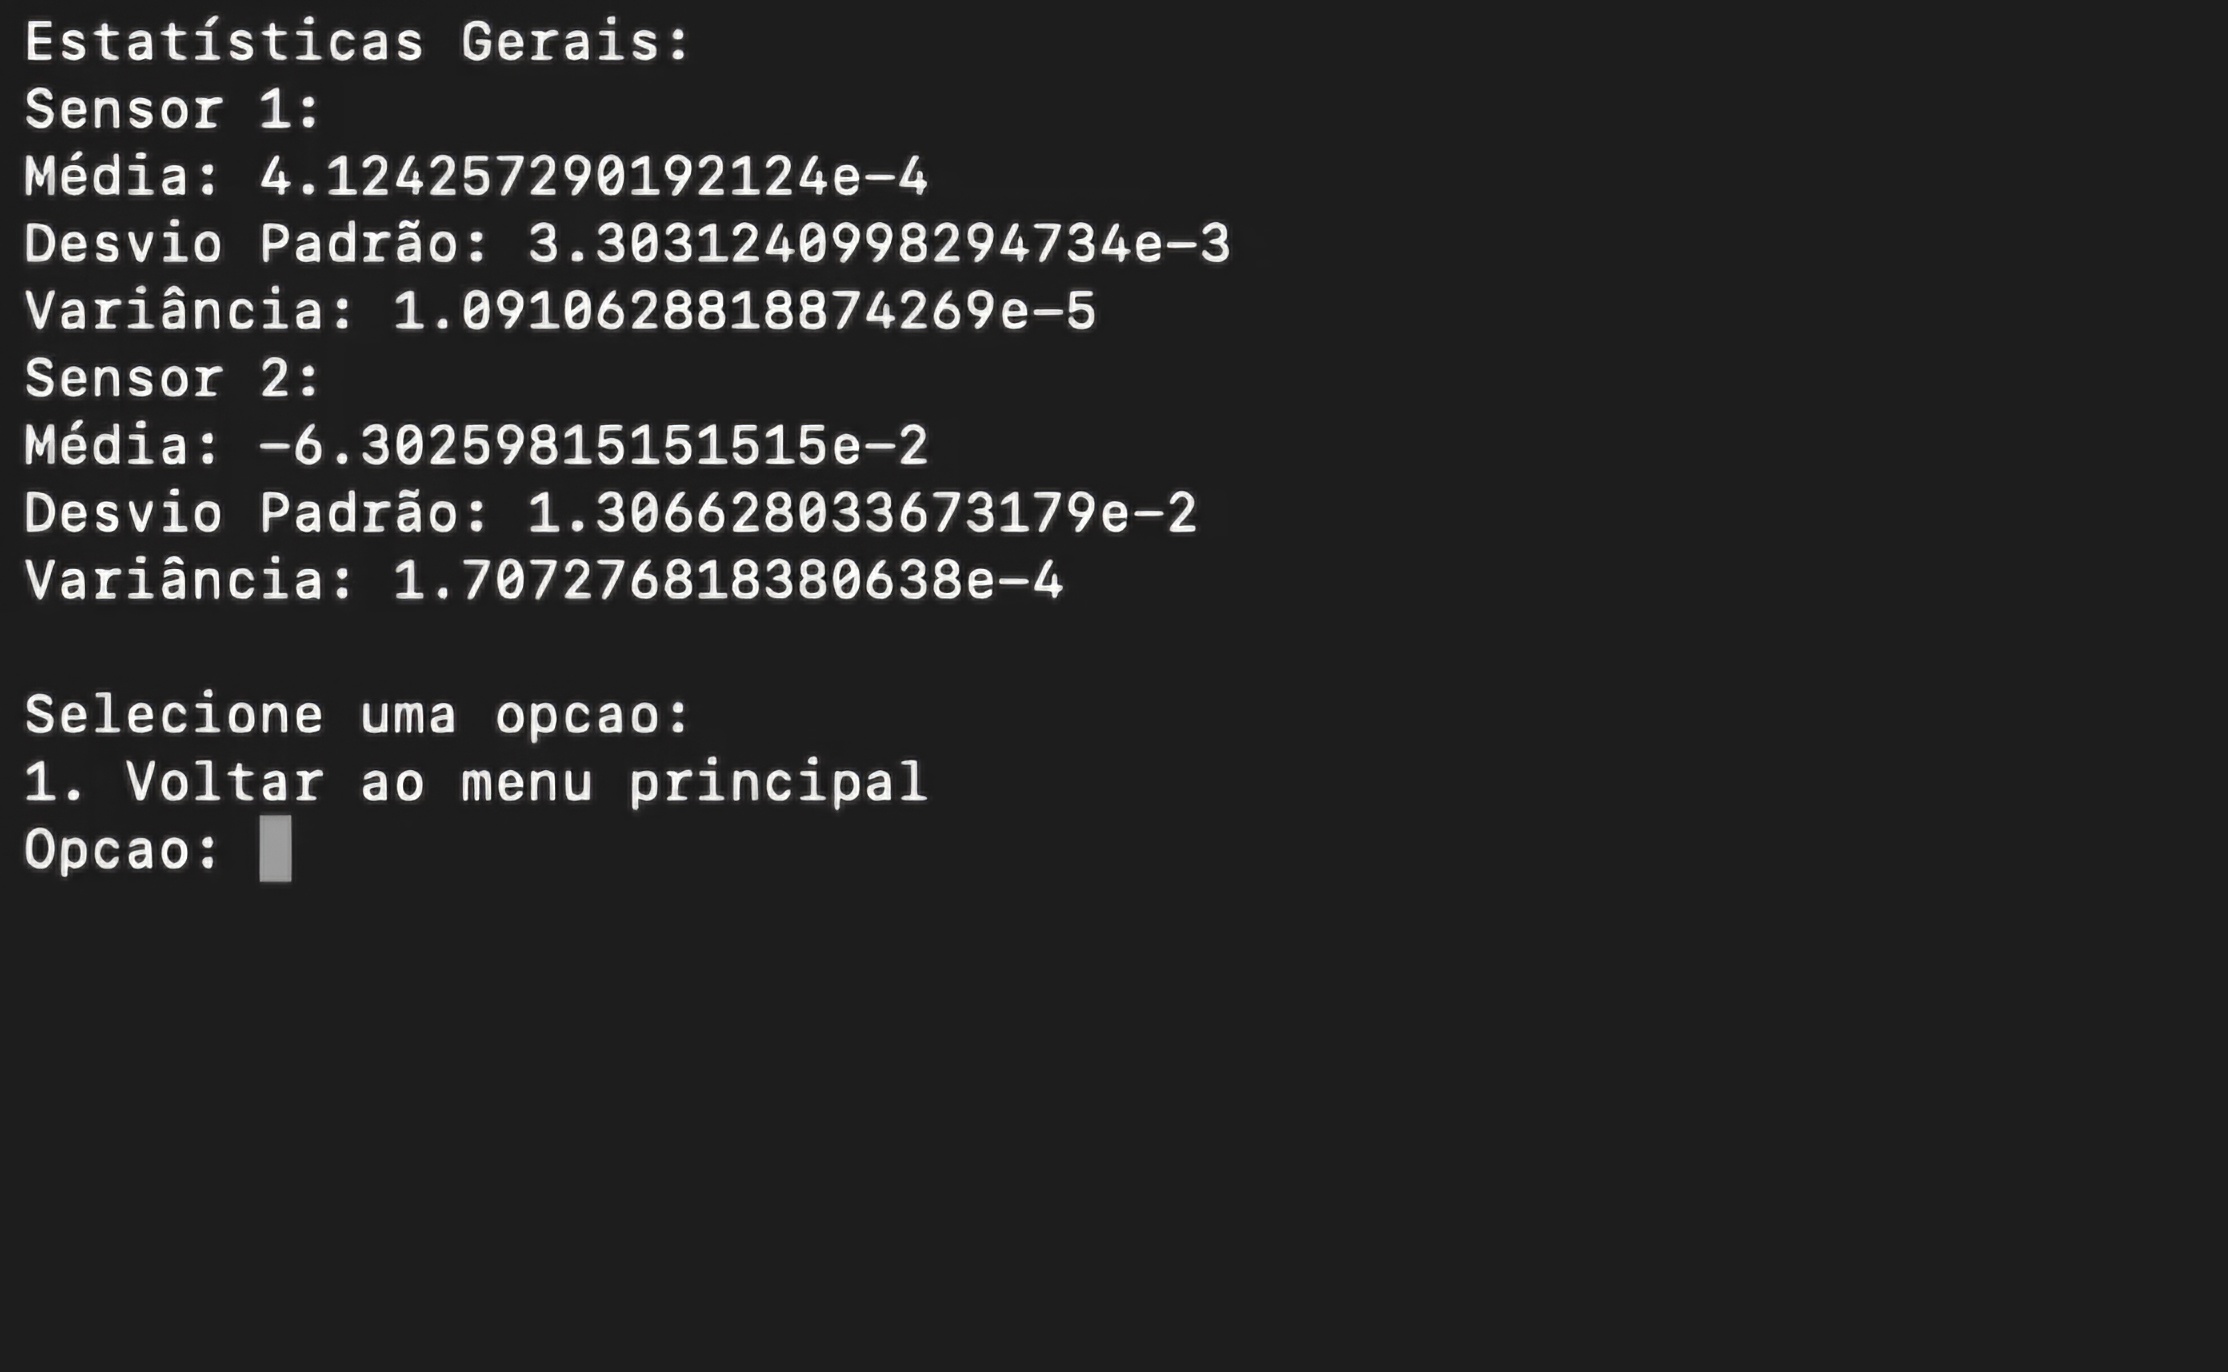 Estatísticas Gerais:
Sensor 1:
Média: 4.124257290192124e-4
Desvio Padrão: 3.3031240998294734e-3
Variância: 1.0910628818874269e-5
Sensor 2:
Média: -6.30259815151515e-2
Desvio Padrão: 1.306628033673179e-2
Variância: 1.707276818380638e-4
Selecione uma opcao:
1. Voltar ao menu principal
Opcao: